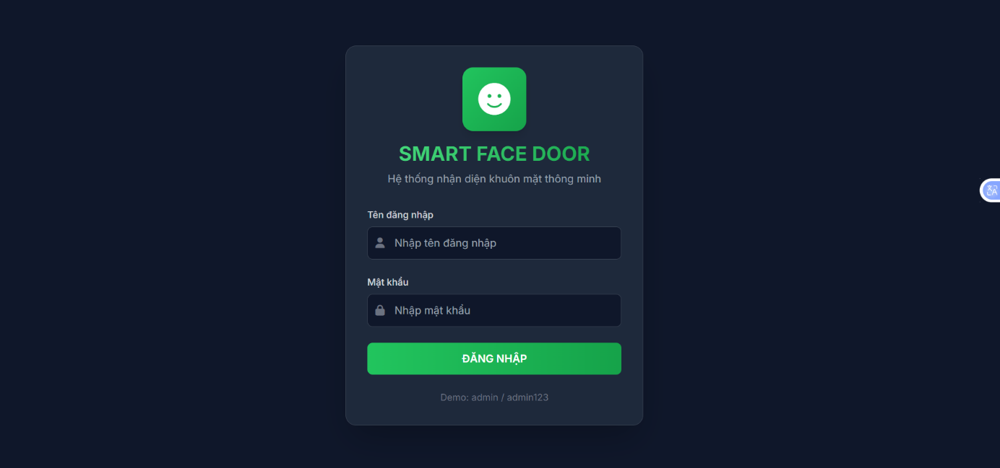 SMART FACE DOOR
Hệ thống nhận diện khuôn mặt thông minh
Tên đăng nhập
Nhập tên đăng nhập
Mật khẩu
Nhập mật khẩu
ĐĂNG NHẬP
Demo: admin / admin123